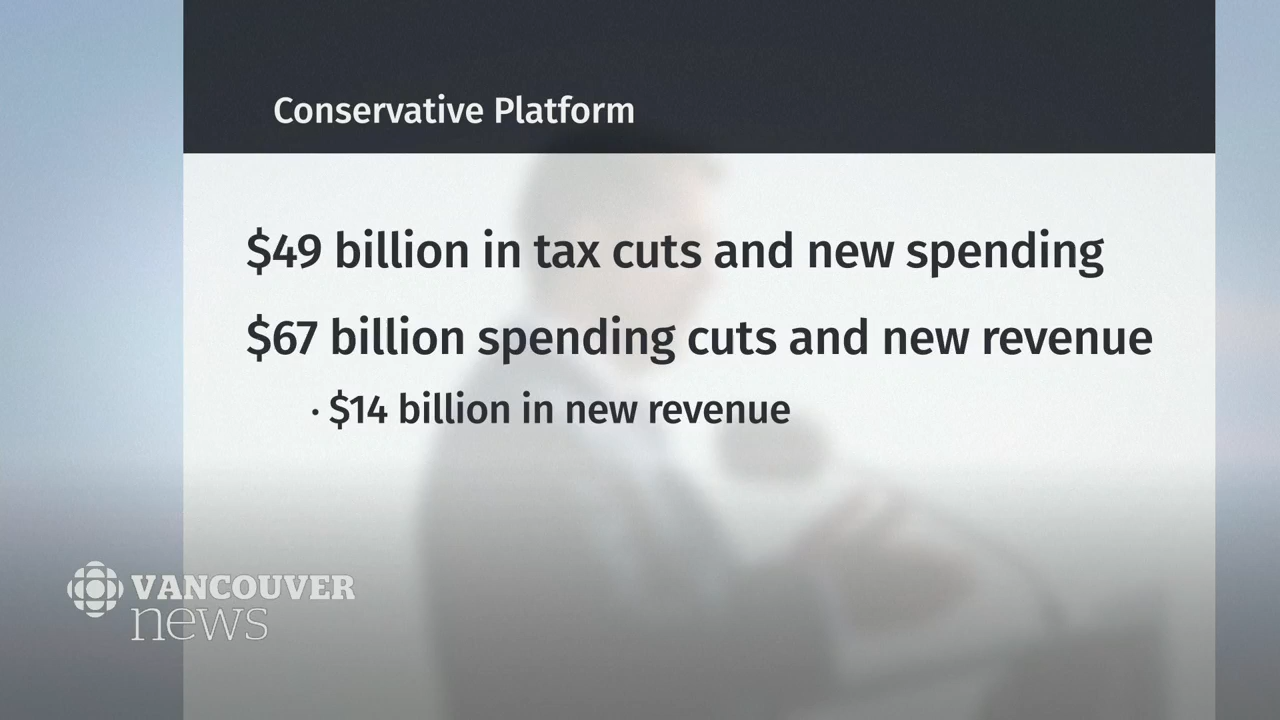 Conservative Platform
$49 billion in tax cuts and new spending
$67 billion spending cuts and new revenue
· $14 billion in new revenue
VANCOUVER
news